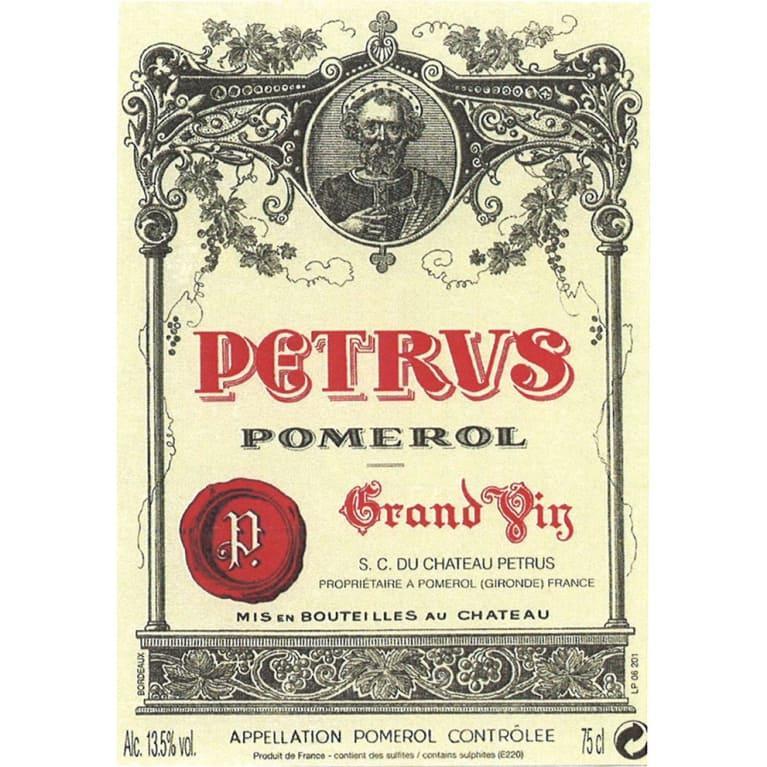 PETRVS
POMEROL
Grand Vin
P.
S. C. DU CHATEAU PETRUS
PROPRIÉTAIRE A POMEROL (GIRONDE) FRANCE
MIS EN BOUTEILLES AU CHATEAU
BORDEAUX
LP 06 201
Alc. 13.5% vol.
APPELLATION POMEROL CONTRÔLÉE
75 cl
Produit de France - contient des sulfites / contains sulphites (E220)